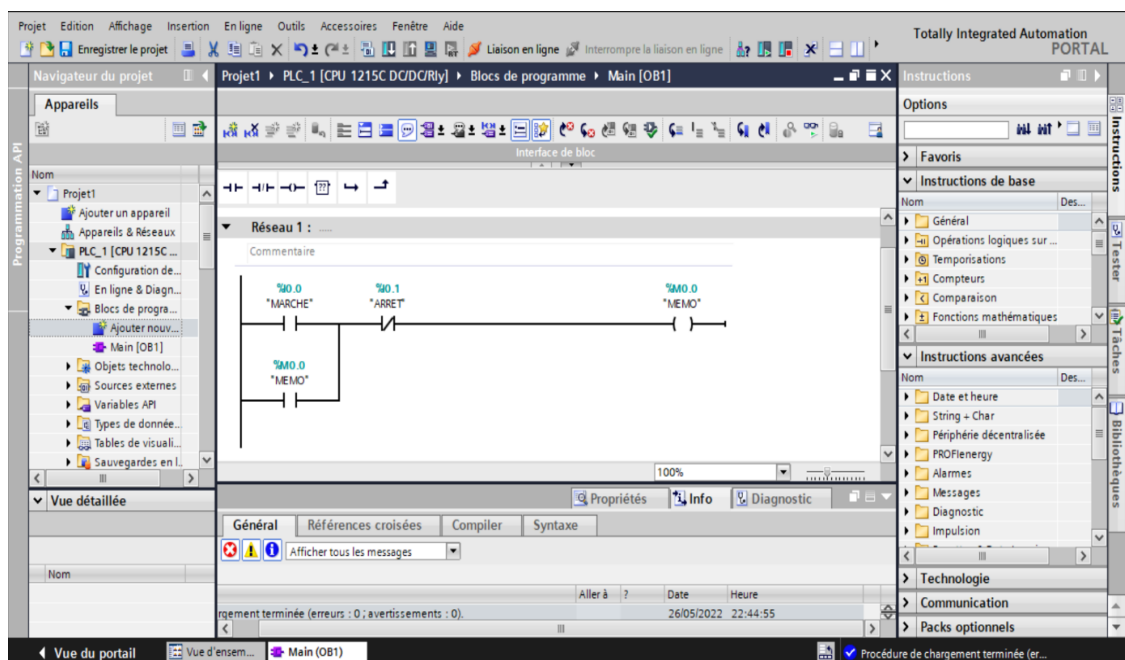 Projet Edition Affichage Insertion En ligne Outils Accessoires Fenêtre Aide
Totally Integrated Automation
PORTAL
Enregistrer le projet
Liaison en ligne
Interrompre la liaison en ligne
Navigateur du projet
Projet1 PLC_1 [CPU 1215C DC/DC/Rly] Blocs de programme Main [OB1]
Instructions
Appareils
Options
Interface de bloc
Programmation API
Nom
Projet1
Ajouter un appareil
Appareils & Réseaux
PLC_1 [CPU 1215C ...
Configuration de...
En ligne & Diagn...
Blocs de progra...
Ajouter nouv...
Main [OB1]
Objets technolo...
Sources externes
Variables API
Types de donnée...
Tables de visuali...
Sauvegardes en l..
Vue détaillée
Nom
??
Réseau 1 : ...
Commentaire
%I0.0
"MARCHE"
%I0.1
"ARRET"
%M0.0
"MEMO"
%M0.0
"MEMO"
100%
Propriétés Info Diagnostic
Général Références croisées Compiler Syntaxe
Afficher tous les messages
Aller à ? Date Heure
rgement terminée (erreurs : 0 ; avertissements : 0). 26/05/2022 22:44:55
Favoris
Instructions de base
Nom Des...
Général
Opérations logiques sur ...
Temporisations
Compteurs
Comparaison
Fonctions mathématiques
Instructions avancées
Nom Des...
Date et heure
String + Char
Périphérie décentralisée
PROFIenergy
Alarmes
Messages
Diagnostic
Impulsion
Technologie
Communication
Packs optionnels
Instructions
Tester
Tâches
Bibliothèques
Vue du portail
Vue d'ensem...
Main (OB1)
Procédure de chargement terminée (er...